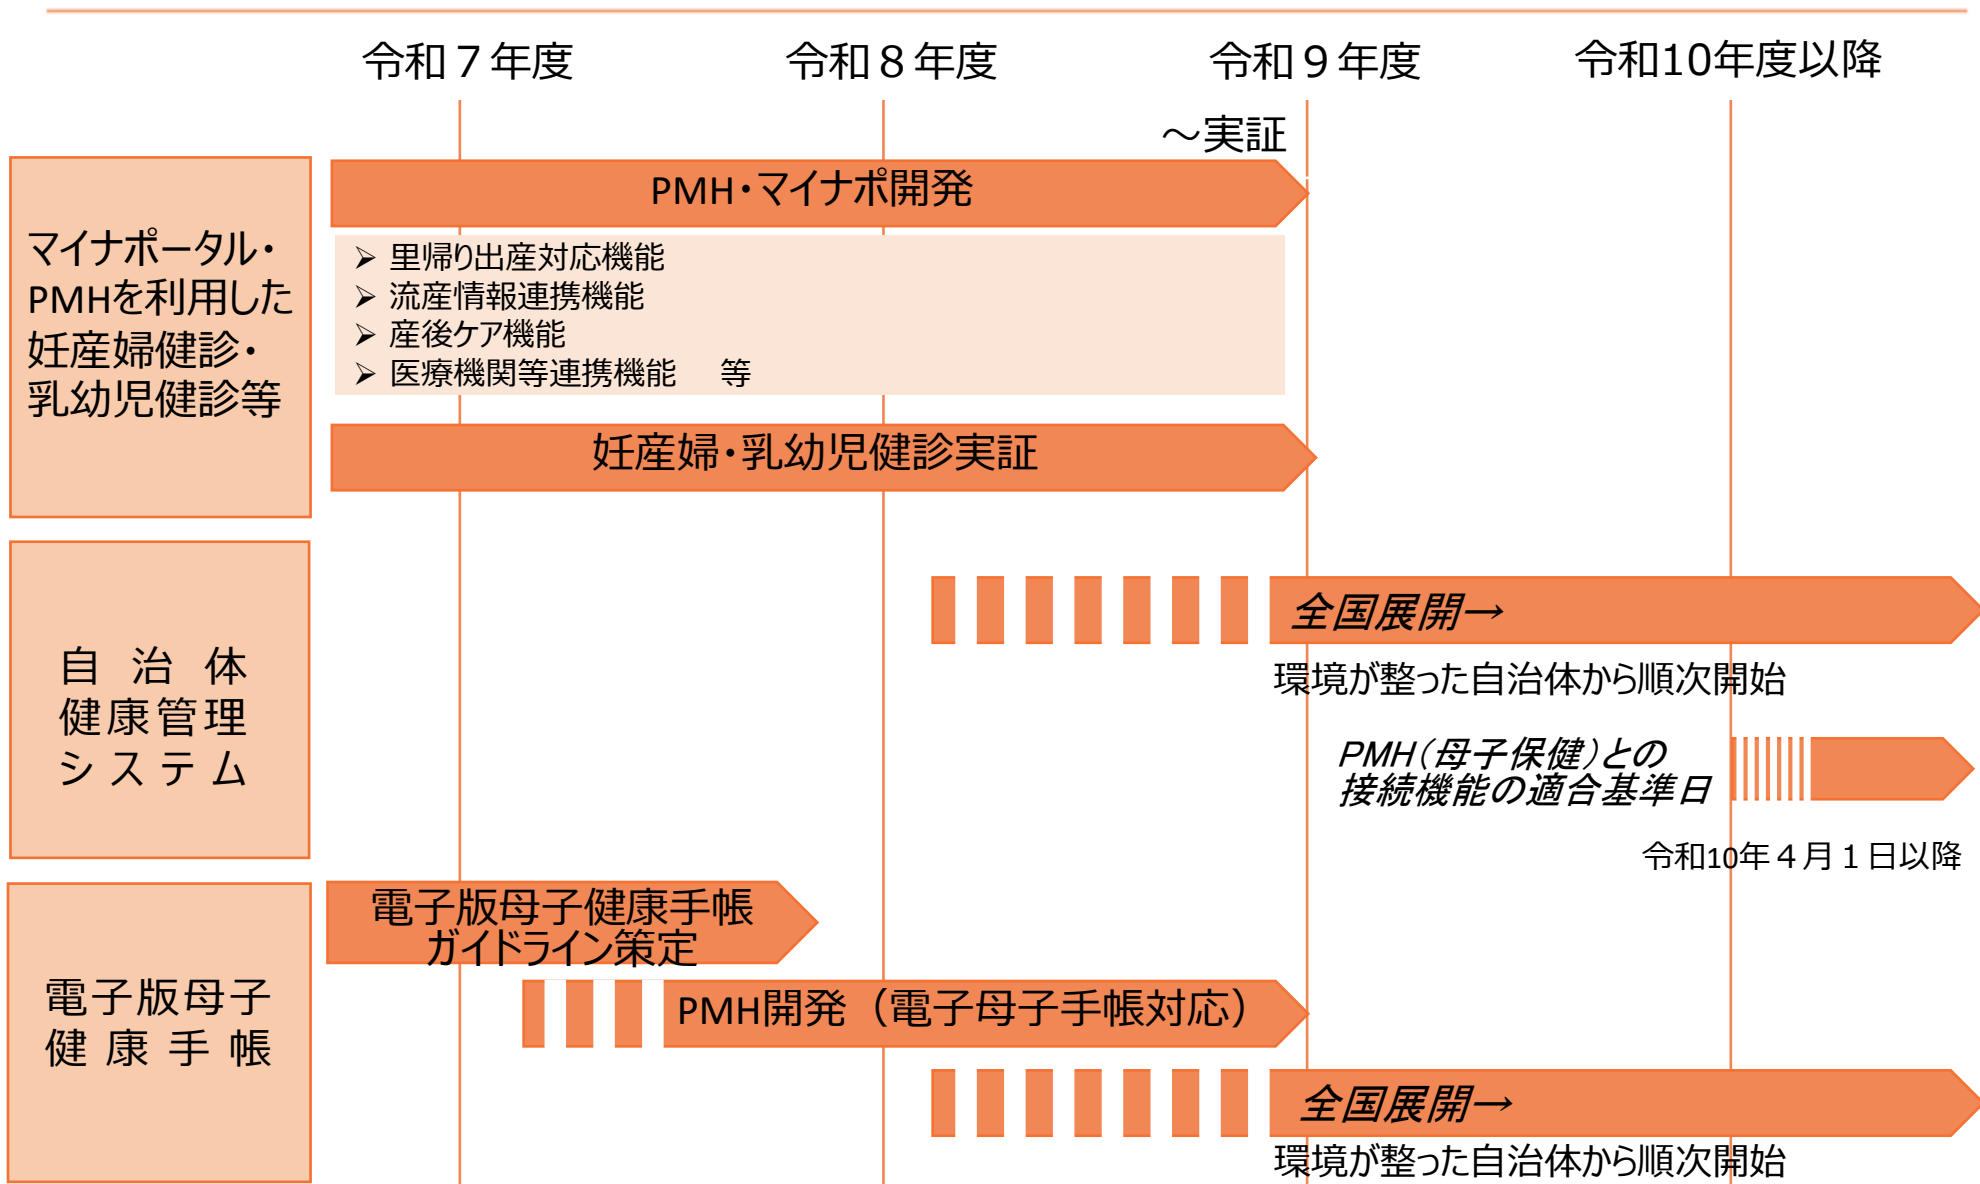 令和７年度
令和８年度
令和９年度
令和10年度以降
～実証
マイナポータル・
PMHを利用した
妊産婦健診・
乳幼児健診等
PMH・マイナポ開発
➢ 里帰り出産対応機能
➢ 流産情報連携機能
➢ 産後ケア機能
➢ 医療機関等連携機能　等
妊産婦・乳幼児健診実証
自治体
健康管理
システム
全国展開→
環境が整った自治体から順次開始
PMH（母子保健）との
接続機能の適合基準日
令和10年４月１日以降
電子版母子
健康手帳
電子版母子健康手帳
ガイドライン策定
PMH開発（電子母子手帳対応）
全国展開→
環境が整った自治体から順次開始